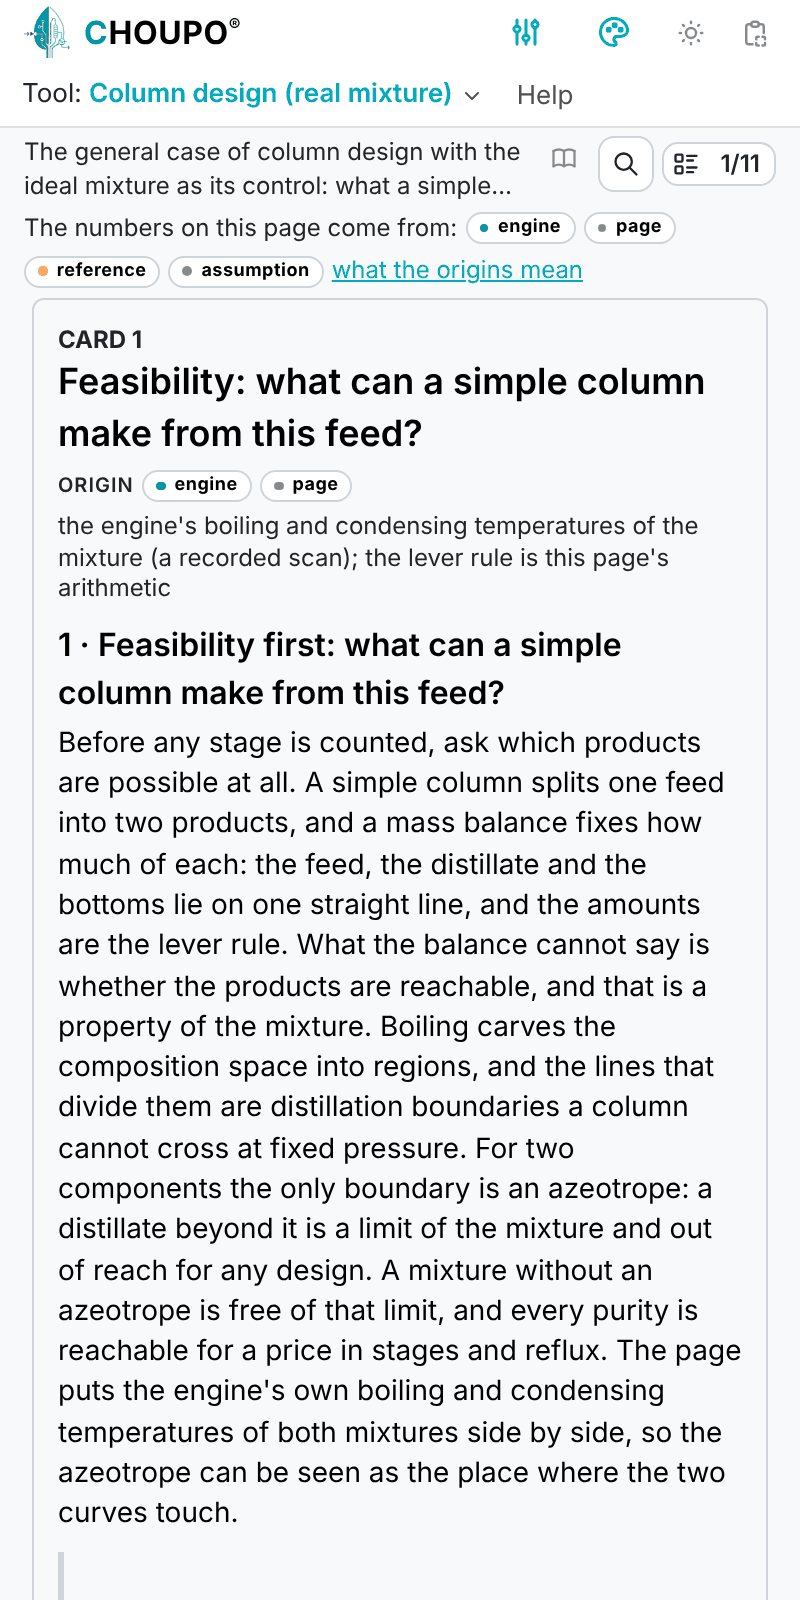 CHOUPO®
Tool: Column design (real mixture) Help
The general case of column design with the
ideal mixture as its control: what a simple...
1/11
The numbers on this page come from: engine page
reference assumption what the origins mean
CARD 1
Feasibility: what can a simple column
make from this feed?
ORIGIN engine page
the engine's boiling and condensing temperatures of the
mixture (a recorded scan); the lever rule is this page's
arithmetic
1 · Feasibility first: what can a simple
column make from this feed?
Before any stage is counted, ask which products
are possible at all. A simple column splits one feed
into two products, and a mass balance fixes how
much of each: the feed, the distillate and the
bottoms lie on one straight line, and the amounts
are the lever rule. What the balance cannot say is
whether the products are reachable, and that is a
property of the mixture. Boiling carves the
composition space into regions, and the lines that
divide them are distillation boundaries a column
cannot cross at fixed pressure. For two
components the only boundary is an azeotrope: a
distillate beyond it is a limit of the mixture and out
of reach for any design. A mixture without an
azeotrope is free of that limit, and every purity is
reachable for a price in stages and reflux. The page
puts the engine's own boiling and condensing
temperatures of both mixtures side by side, so the
azeotrope can be seen as the place where the two
curves touch.